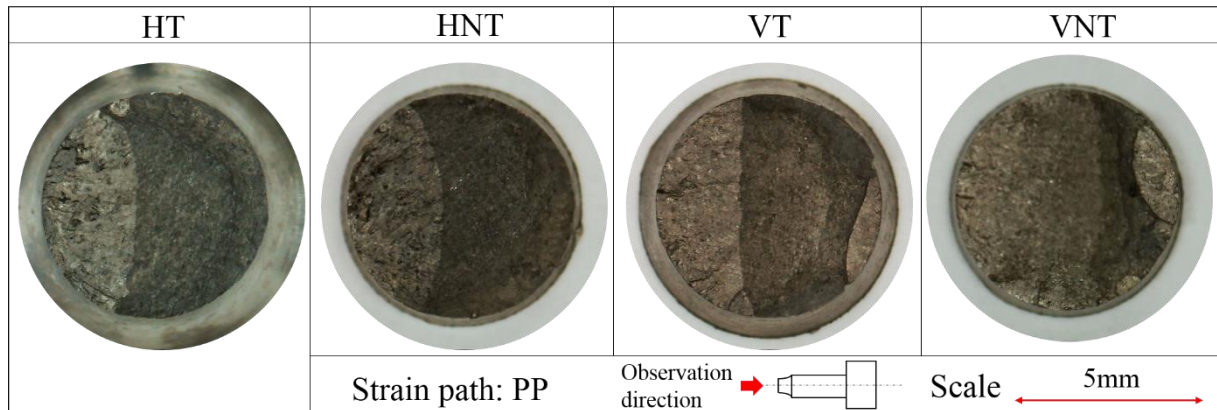 HT
HNT
VT
VNT
Strain path: PP
Observation
direction
Scale
5mm